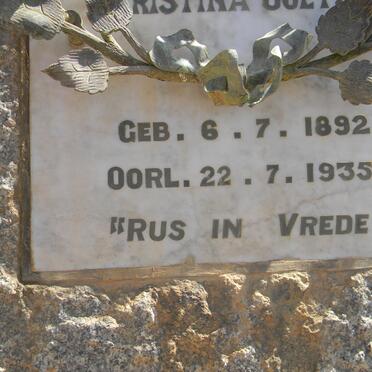 GEB. 6.7. 1892
OORL. 22.7. 1935
"RUS IN VREDE